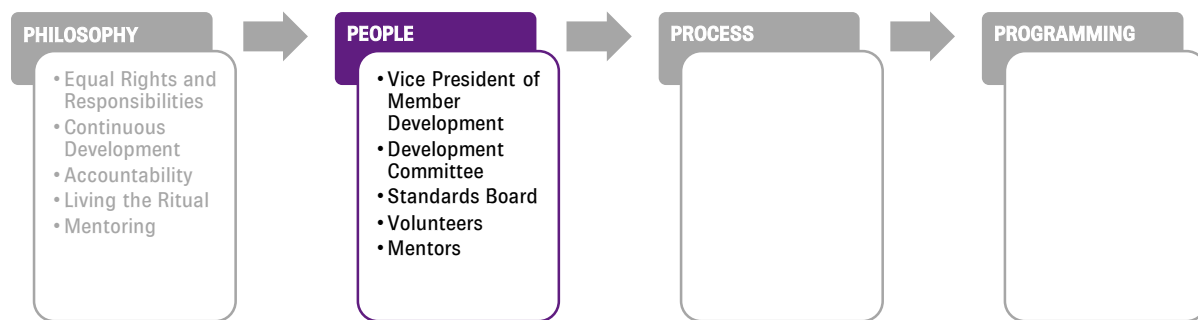 PHILOSOPHY
• Equal Rights and
Responsibilities
• Continuous
Development
• Accountability
• Living the Ritual
• Mentoring
PEOPLE
• Vice President of
Member
Development
• Development
Committee
• Standards Board
• Volunteers
• Mentors
PROCESS
PROGRAMMING